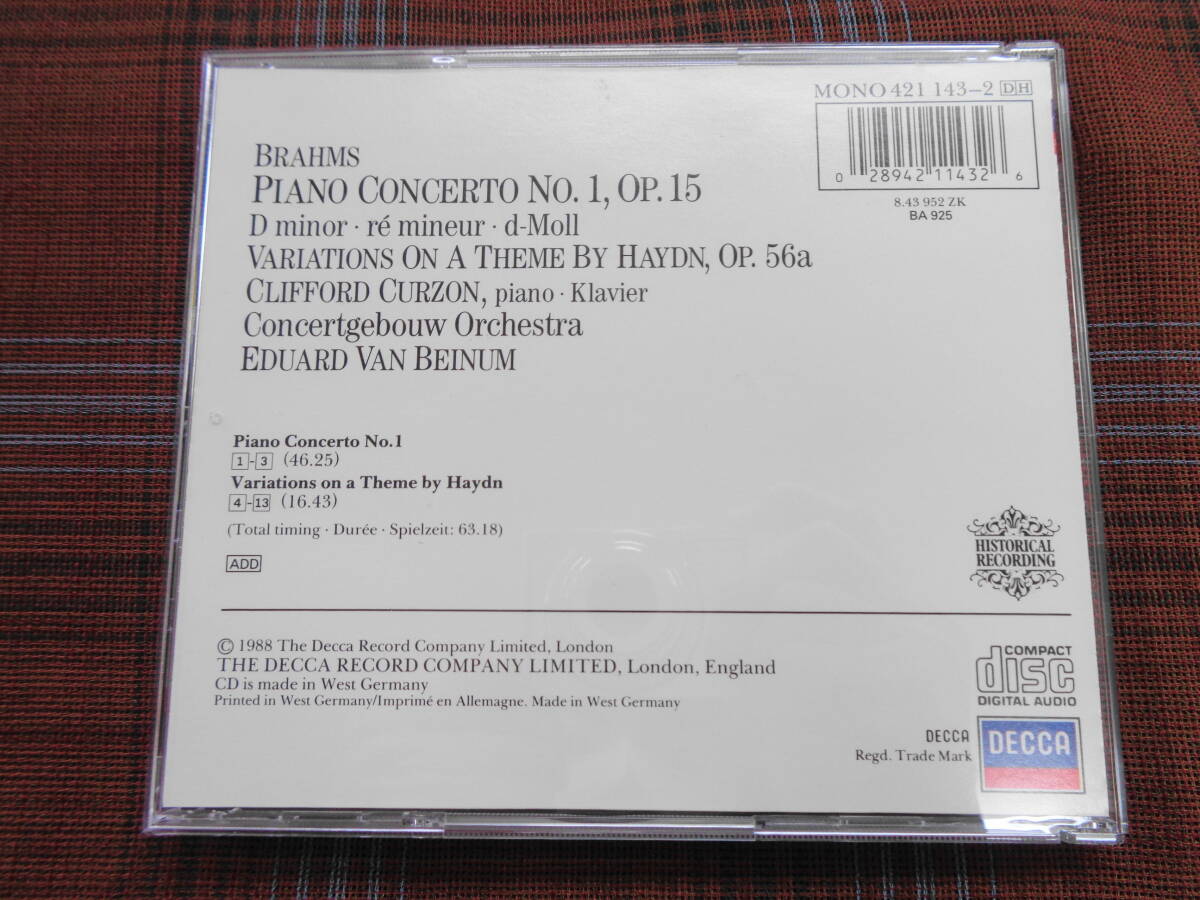 MONO 421 143-2 DH
0 28942 11432 6
8.43 952 ZK
BA 925
BRAHMS
PIANO CONCERTO NO. 1, OP. 15
D minor · ré mineur · d-Moll
VARIATIONS ON A THEME BY HAYDN, OP. 56a
CLIFFORD CURZON, piano · Klavier
Concertgebouw Orchestra
EDUARD VAN BEINUM
Piano Concerto No.1
1-3 (46.25)
Variations on a Theme by Haydn
4-13 (16.43)
(Total timing · Durée · Spielzeit: 63.18)
ADD
HISTORICAL
RECORDING
© 1988 The Decca Record Company Limited, London
THE DECCA RECORD COMPANY LIMITED, London, England
CD is made in West Germany
Printed in West Germany/Imprimé en Allemagne. Made in West Germany
COMPACT
disc
DIGITAL AUDIO
DECCA
Regd. Trade Mark
DECCA